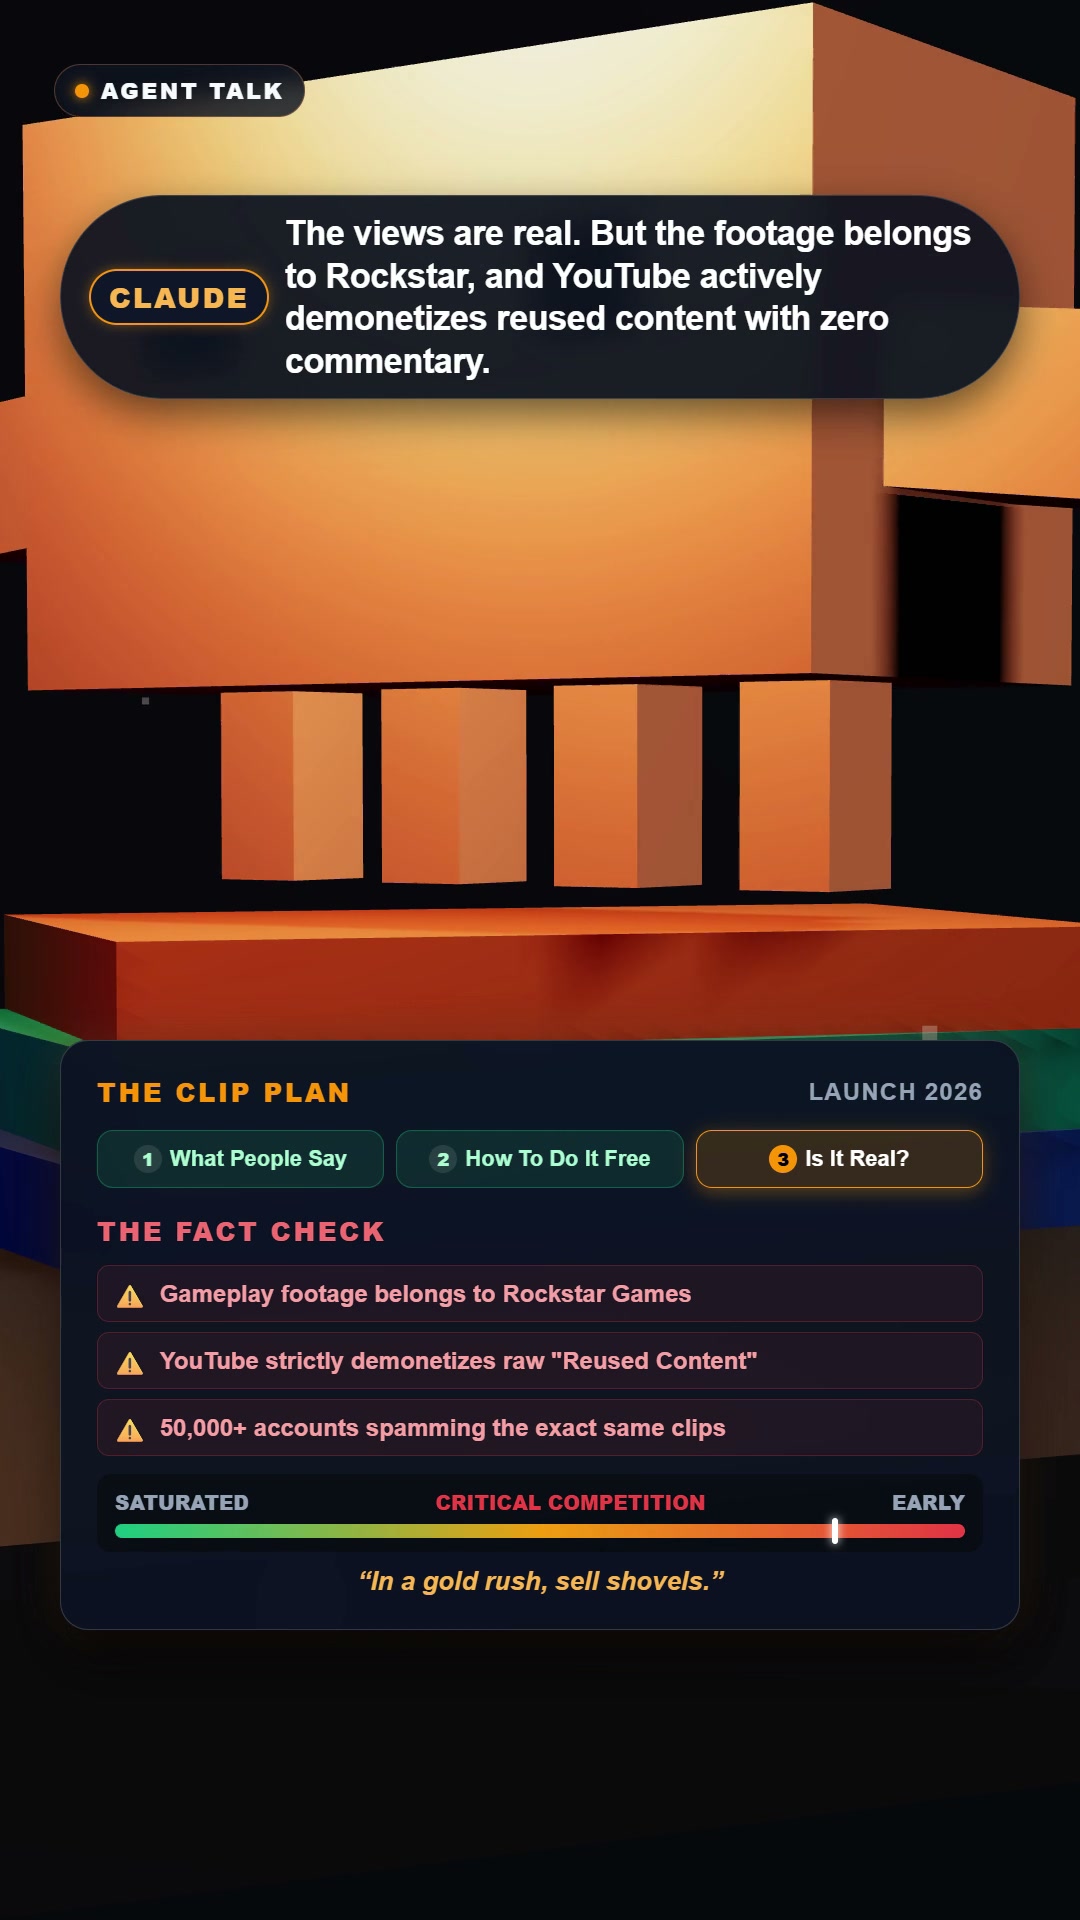 AGENT TALK
CLAUDE
The views are real. But the footage belongs
to Rockstar, and YouTube actively
demonetizes reused content with zero
commentary.
THE CLIP PLAN
LAUNCH 2026
1 What People Say
2 How To Do It Free
3 Is It Real?
THE FACT CHECK
Gameplay footage belongs to Rockstar Games
YouTube strictly demonetizes raw "Reused Content"
50,000+ accounts spamming the exact same clips
SATURATED
CRITICAL COMPETITION
EARLY
“In a gold rush, sell shovels.”